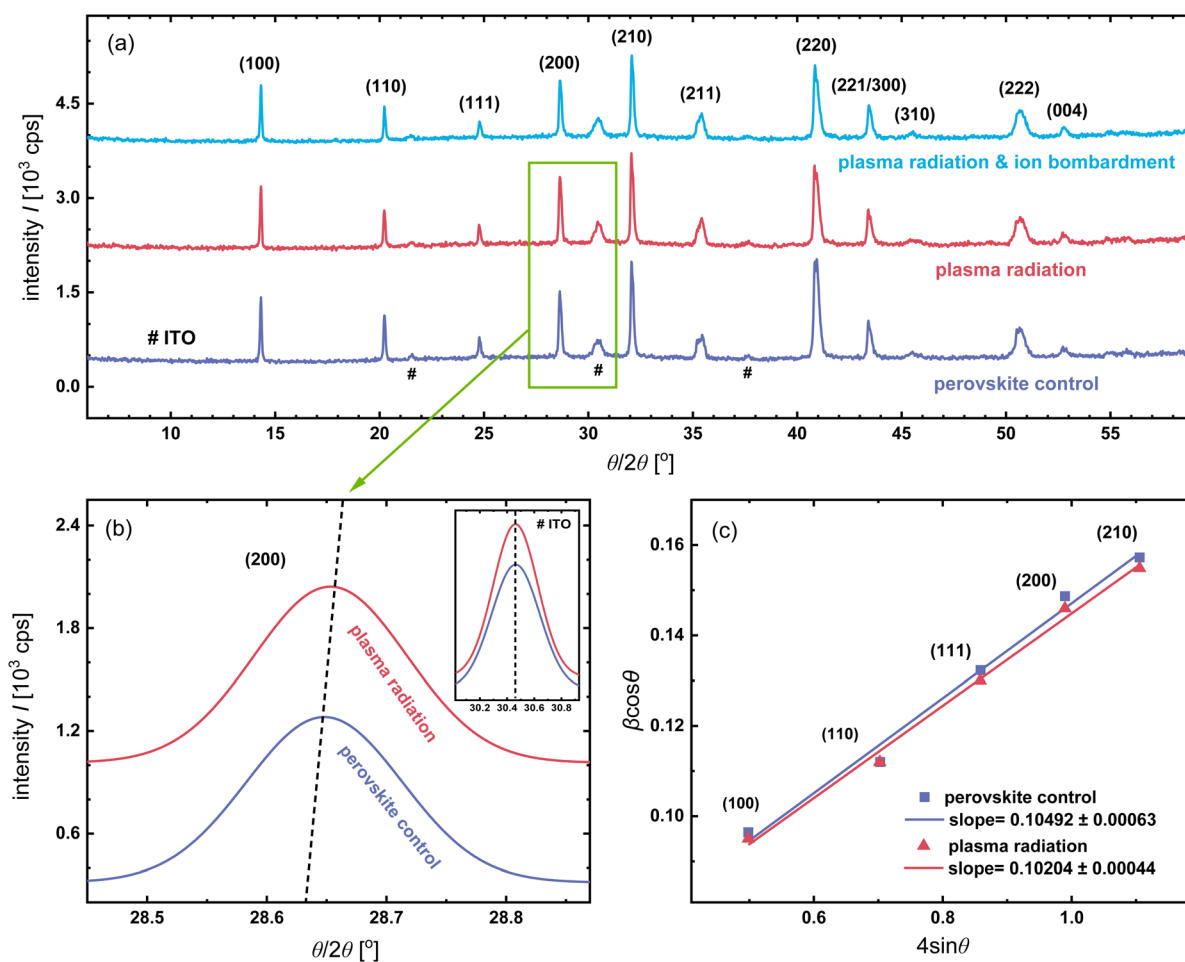 (a)
(100)
(110)
(111)
(200)
(210)
(211)
(220)
(221/300)
(310)
(222)
(004)
plasma radiation & ion bombardment
plasma radiation
perovskite control
# ITO
#
#
#
intensity I [10³ cps]
4.5
3.0
1.5
0.0
10
15
20
25
30
35
40
45
50
55
θ/2θ [º]
(b)
(200)
plasma radiation
perovskite control
intensity I [10³ cps]
2.4
1.8
1.2
0.6
28.5
28.6
28.7
28.8
θ/2θ [º]
# ITO
30.2
30.4
30.6
30.8
(c)
(100)
(110)
(111)
(200)
(210)
βcosθ
0.16
0.14
0.12
0.10
perovskite control
slope= 0.10492 ± 0.00063
plasma radiation
slope= 0.10204 ± 0.00044
0.6
0.8
1.0
4sinθ